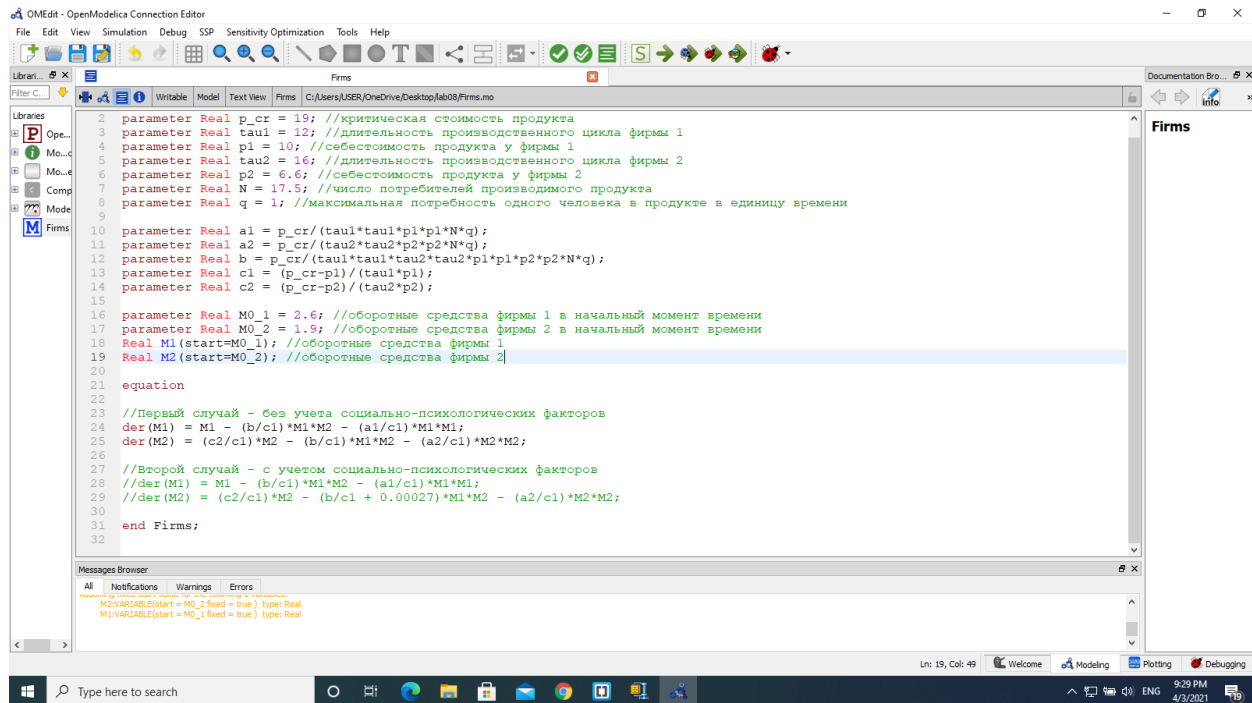 OMEdit - OpenModelica Connection Editor
File Edit View Simulation Debug SSP Sensitivity Optimization Tools Help
Librari... Firms Documentation Bro...
Filter C... Writable Model Text View Firms C:/Users/USER/OneDrive/Desktop/lab08/Firms.mo info »
Libraries
P Ope...
i Mo...c
Mo...e
C Comp
Mode
M Firms
Firms
2 parameter Real p_cr = 19; //критическая стоимость продукта
3 parameter Real tau1 = 12; //длительность производственного цикла фирмы 1
4 parameter Real p1 = 10; //себестоимость продукта у фирмы 1
5 parameter Real tau2 = 16; //длительность производственного цикла фирмы 2
6 parameter Real p2 = 6.6; //себестоимость продукта у фирмы 2
7 parameter Real N = 17.5; //число потребителей производимого продукта
8 parameter Real q = 1; //максимальная потребность одного человека в продукте в единицу времени
9
10 parameter Real a1 = p_cr/(tau1*tau1*p1*p1*N*q);
11 parameter Real a2 = p_cr/(tau2*tau2*p2*p2*N*q);
12 parameter Real b = p_cr/(tau1*tau1*tau2*tau2*p1*p1*p2*p2*N*q);
13 parameter Real c1 = (p_cr-p1)/(tau1*p1);
14 parameter Real c2 = (p_cr-p2)/(tau2*p2);
15
16 parameter Real M0_1 = 2.6; //оборотные средства фирмы 1 в начальный момент времени
17 parameter Real M0_2 = 1.9; //оборотные средства фирмы 2 в начальный момент времени
18 Real M1(start=M0_1); //оборотные средства фирмы 1
19 Real M2(start=M0_2); //оборотные средства фирмы 2
20
21 equation
22
23 //Первый случай - без учета социально-психологических факторов
24 der(M1) = M1 - (b/c1)*M1*M2 - (a1/c1)*M1*M1;
25 der(M2) = (c2/c1)*M2 - (b/c1)*M1*M2 - (a2/c1)*M2*M2;
26
27 //Второй случай - с учетом социально-психологических факторов
28 //der(M1) = M1 - (b/c1)*M1*M2 - (a1/c1)*M1*M1;
29 //der(M2) = (c2/c1)*M2 - (b/c1 + 0.00027)*M1*M2 - (a2/c1)*M2*M2;
30
31 end Firms;
32
Messages Browser
All Notifications Warnings Errors
M2:VARIABLE(start = M0_2 fixed = true ) type: Real
M1:VARIABLE(start = M0_1 fixed = true ) type: Real
Ln: 19, Col: 49 Welcome Modeling Plotting Debugging
Type here to search
ENG 9:29 PM
4/3/2021 19